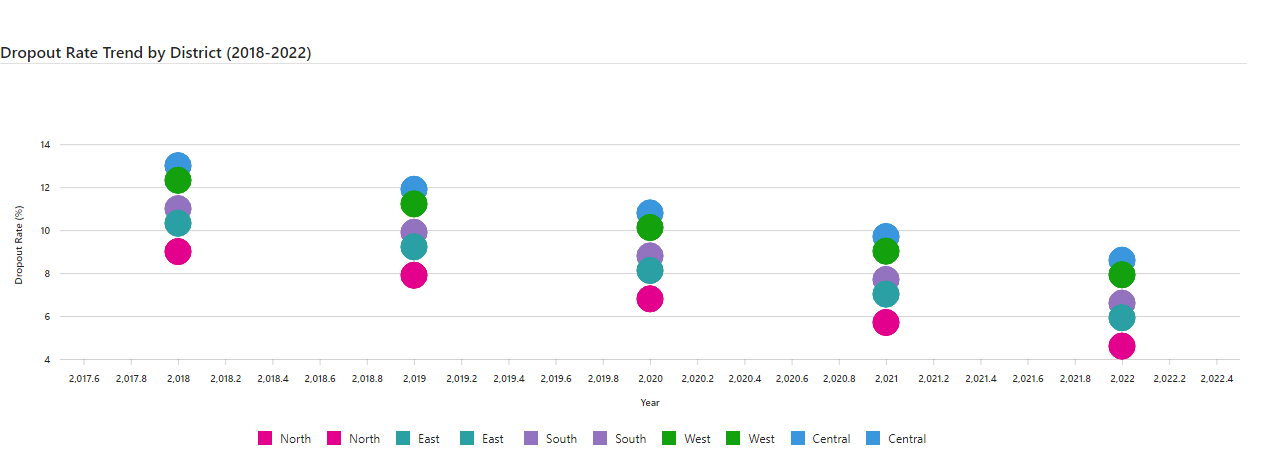 Dropout Rate Trend by District (2018-2022)
14
12
10
8
6
4
Dropout Rate (%)
2,017.6 2,017.8 2,018 2,018.2 2,018.4 2,018.6 2,018.8 2,019 2,019.2 2,019.4 2,019.6 2,019.8 2,020 2,020.2 2,020.4 2,020.6 2,020.8 2,021 2,021.2 2,021.4 2,021.6 2,021.8 2,022 2,022.2 2,022.4
Year
North North East East South South West West Central Central